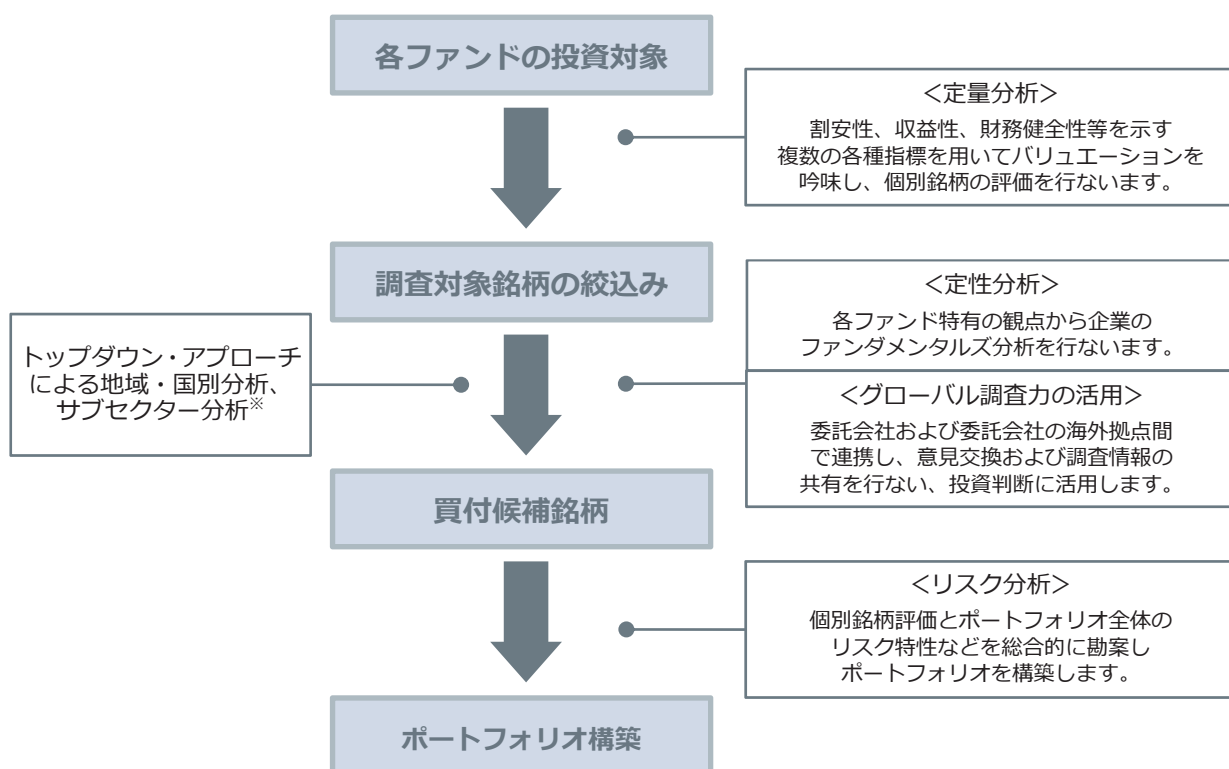 各ファンドの投資対象
＜定量分析＞
割安性、収益性、財務健全性等を示す
複数の各種指標を用いてバリュエーションを
吟味し、個別銘柄の評価を行ないます。
調査対象銘柄の絞込み
＜定性分析＞
各ファンド特有の観点から企業の
ファンダメンタルズ分析を行ないます。
トップダウン・アプローチ
による地域・国別分析、
サブセクター分析※
＜グローバル調査力の活用＞
委託会社および委託会社の海外拠点間
で連携し、意見交換および調査情報の
共有を行ない、投資判断に活用します。
買付候補銘柄
＜リスク分析＞
個別銘柄評価とポートフォリオ全体の
リスク特性などを総合的に勘案し
ポートフォリオを構築します。
ポートフォリオ構築